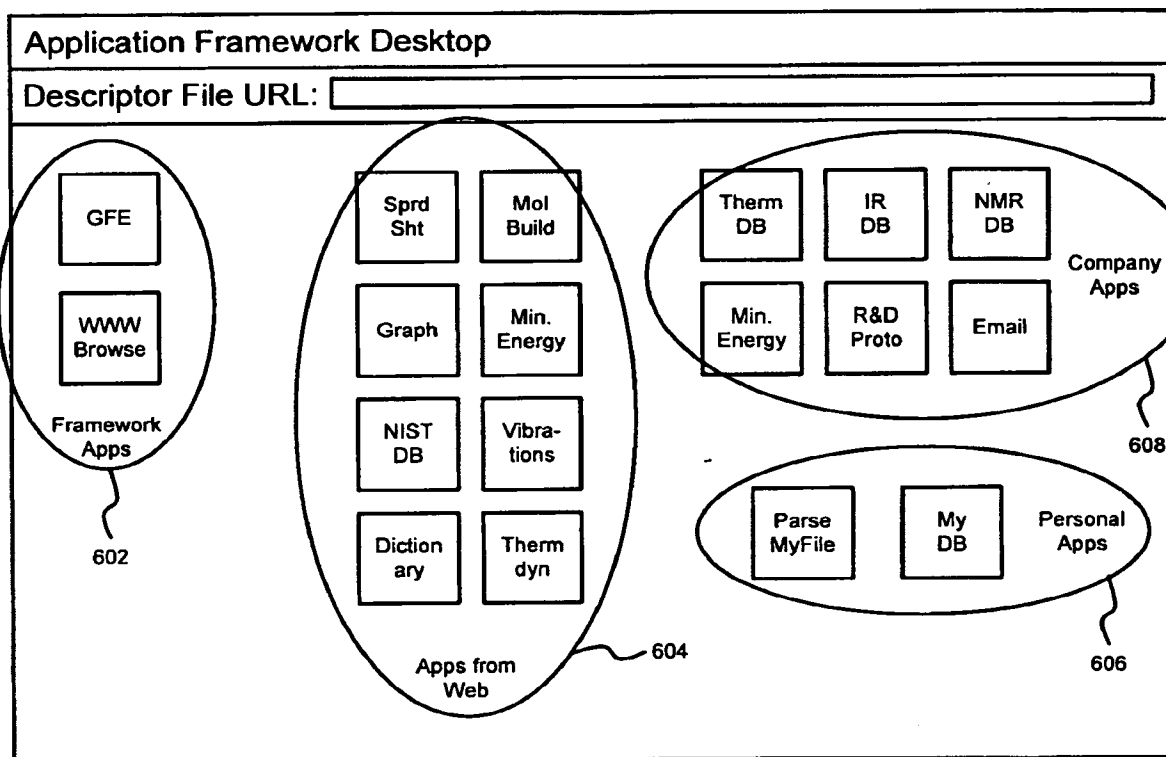 Application Framework Desktop
Descriptor File URL:
GFE
WWW
Browse
Framework
Apps
602
Sprd
Sht
Mol
Build
Graph
Min.
Energy
NIST
DB
Vibra-
tions
Diction
ary
Therm
dyn
Apps from
Web
604
Therm
DB
IR
DB
NMR
DB
Company
Apps
Min.
Energy
R&D
Proto
Email
608
Parse
MyFile
My
DB
Personal
Apps
606